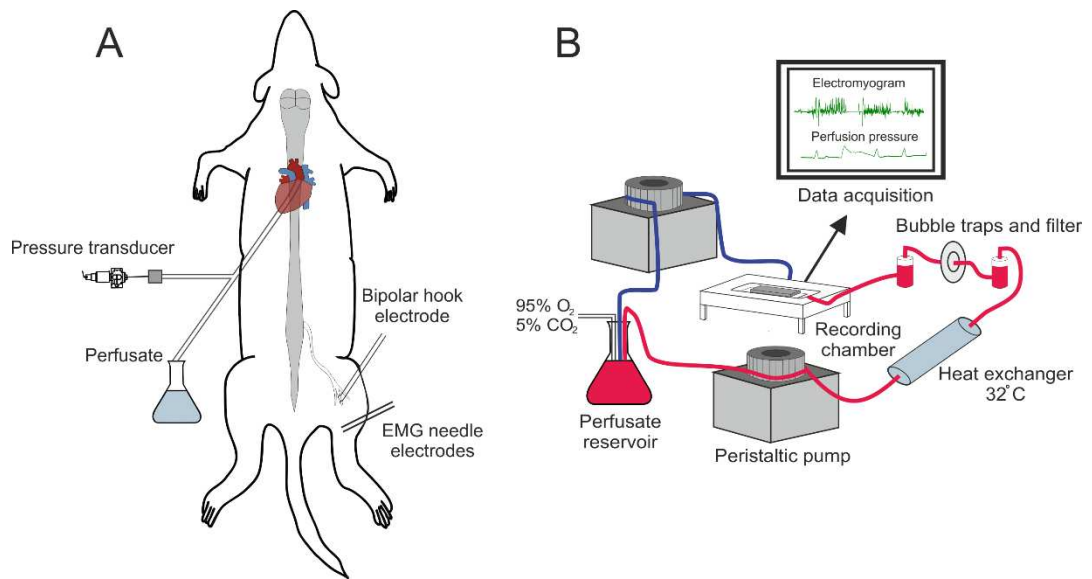 A
Pressure transducer
Perfusate
Bipolar hook
electrode
EMG needle
electrodes
B
Electromyogram
Perfusion pressure
Data acquisition
Bubble traps and filter
95% O₂
5% CO₂
Recording
chamber
Heat exchanger
32°C
Perfusate
reservoir
Peristaltic pump